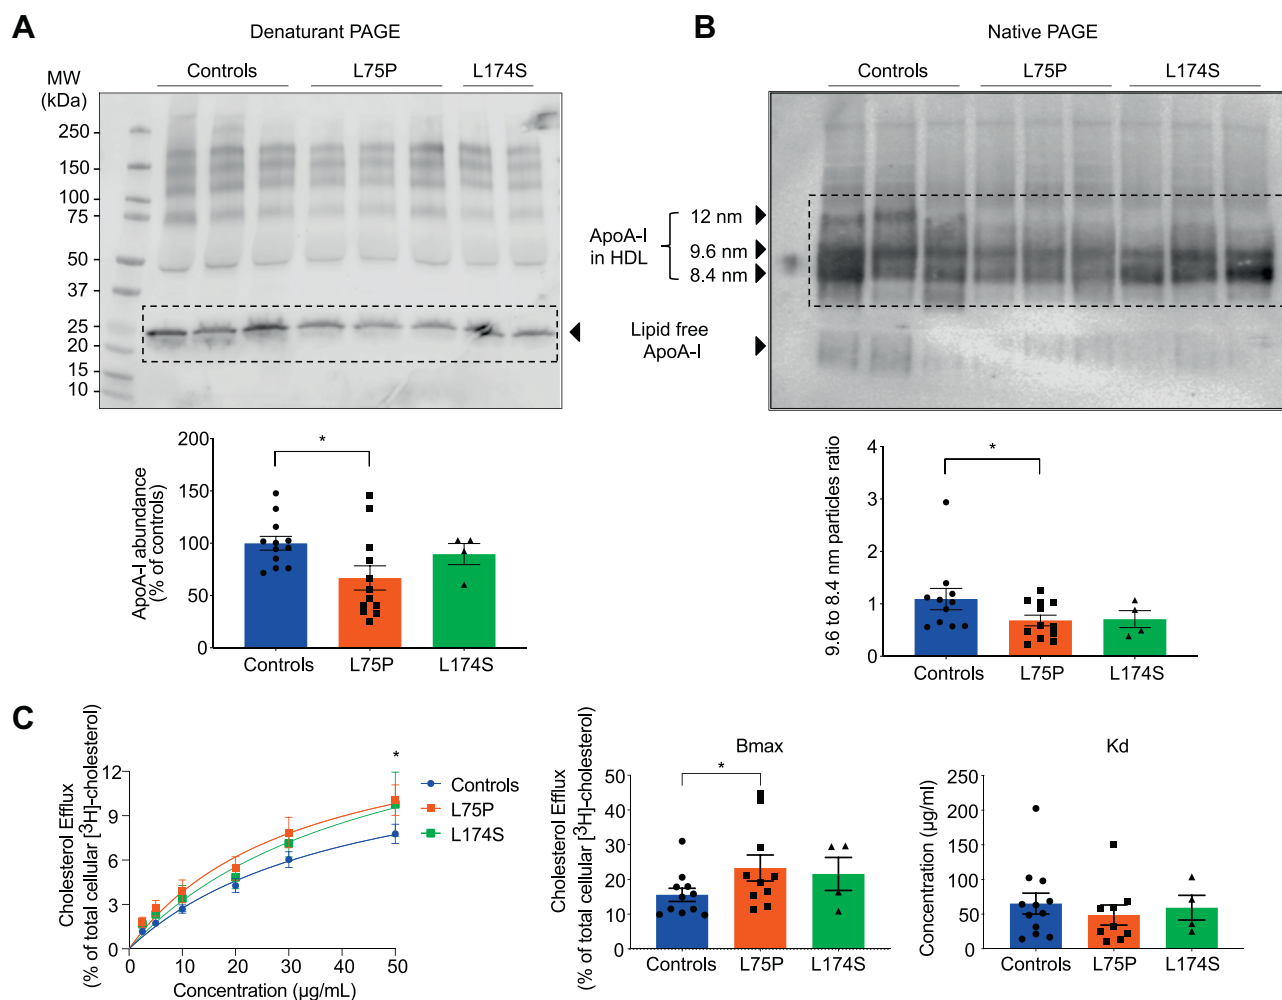 A
Denaturant PAGE
MW
(kDa)
Controls
L75P
L174S
250
150
100
75
50
37
25
20
15
10
B
Native PAGE
Controls
L75P
L174S
ApoA-I
in HDL
12 nm
9.6 nm
8.4 nm
Lipid free
ApoA-I
ApoA-I abundance
(% of controls)
200
150
100
50
0
*
Controls
L75P
L174S
9.6 to 8.4 nm particles ratio
4
3
2
1
0
*
Controls
L75P
L174S
C
Cholesterol Efflux
(% of total cellular [³H]-cholesterol)
12
9
6
3
0
0
10
20
30
40
50
Concentration (µg/mL)
*
Controls
L75P
L174S
Bmax
Cholesterol Efflux
(% of total cellular [³H]-cholesterol)
50
40
30
20
10
0
*
Controls
L75P
L174S
Kd
Concentration (µg/ml)
250
200
150
100
50
0
Controls
L75P
L174S